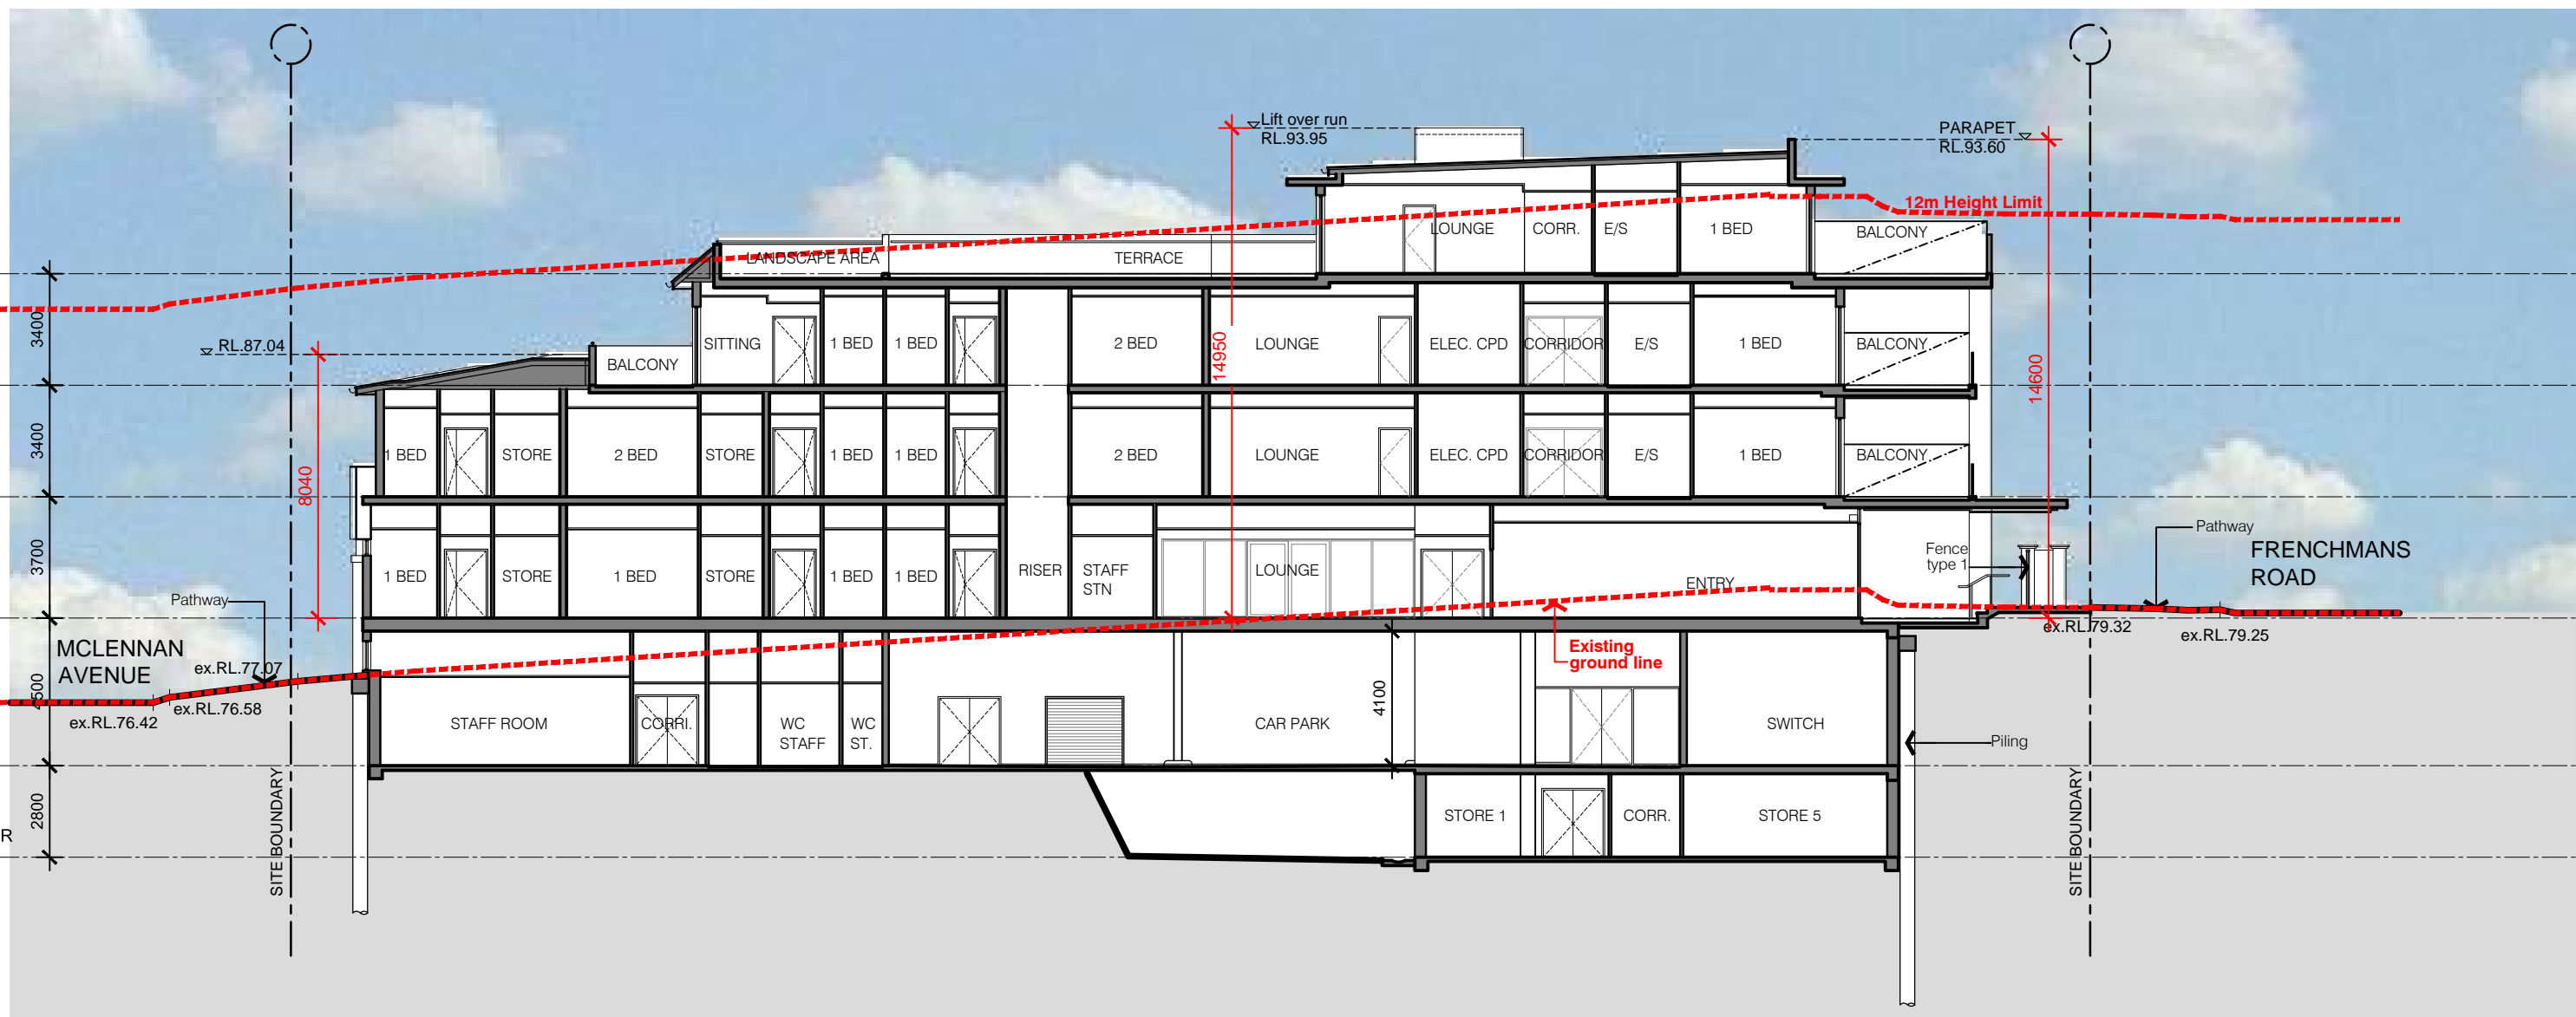 Lift over run
RL.93.95
PARAPET
RL.93.60
12m Height Limit
LOUNGE
CORR.
E/S
1 BED
BALCONY
LANDSCAPE AREA
TERRACE
3400
RL.87.04
BALCONY
SITTING
1 BED
1 BED
2 BED
LOUNGE
ELEC. CPD
CORRIDOR
E/S
1 BED
BALCONY
14950
14600
3400
8040
1 BED
STORE
2 BED
STORE
1 BED
1 BED
2 BED
LOUNGE
ELEC. CPD
CORRIDOR
E/S
1 BED
BALCONY
3700
1 BED
STORE
1 BED
STORE
1 BED
1 BED
RISER
STAFF
STN
LOUNGE
ENTRY
Fence
type 1
Pathway
FRENCHMANS
ROAD
Pathway
MCLENNAN
AVENUE
ex.RL.77.07
ex.RL.76.58
ex.RL.76.42
ex.RL.79.32
ex.RL.79.25
Existing
ground line
4100
STAFF ROOM
CORRI.
WC
STAFF
WC
ST.
CAR PARK
SWITCH
Piling
2800
R
SITE BOUNDARY
STORE 1
CORR.
STORE 5
SITE BOUNDARY